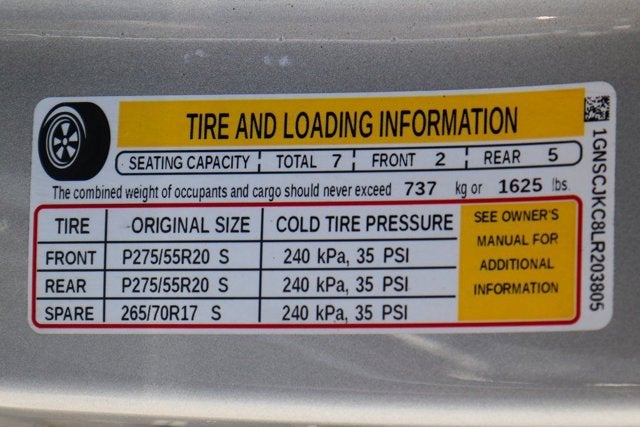 TIRE AND LOADING INFORMATION
SEATING CAPACITY TOTAL 7 FRONT 2 REAR 5
The combined weight of occupants and cargo should never exceed 737 kg or 1625 lbs.
TIRE ORIGINAL SIZE COLD TIRE PRESSURE
FRONT P275/55R20 S 240 kPa, 35 PSI
REAR P275/55R20 S 240 kPa, 35 PSI
SPARE 265/70R17 S 240 kPa, 35 PSI
SEE OWNER'S
MANUAL FOR
ADDITIONAL
INFORMATION
1GNSCJKC8LR203805